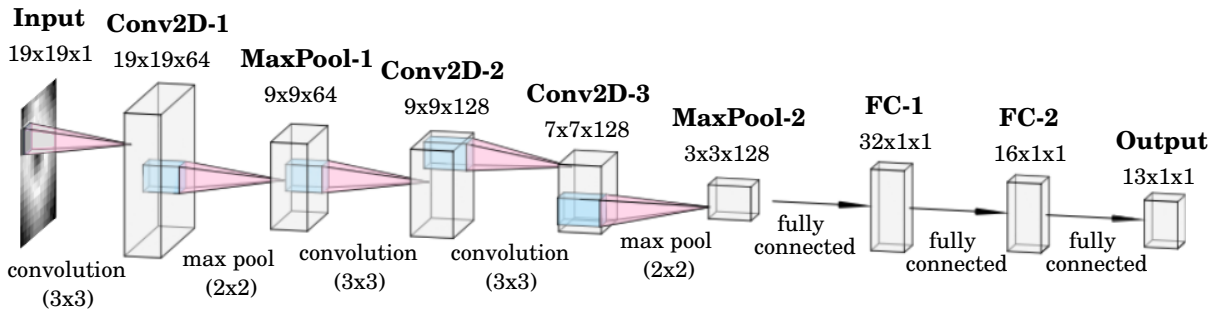 Input
19x19x1
Conv2D-1
19x19x64
MaxPool-1
9x9x64
Conv2D-2
9x9x128
Conv2D-3
7x7x128
MaxPool-2
3x3x128
FC-1
32x1x1
FC-2
16x1x1
Output
13x1x1
convolution
(3x3)
max pool
(2x2)
convolution
(3x3)
convolution
(3x3)
max pool
(2x2)
fully
connected
fully
connected
fully
connected